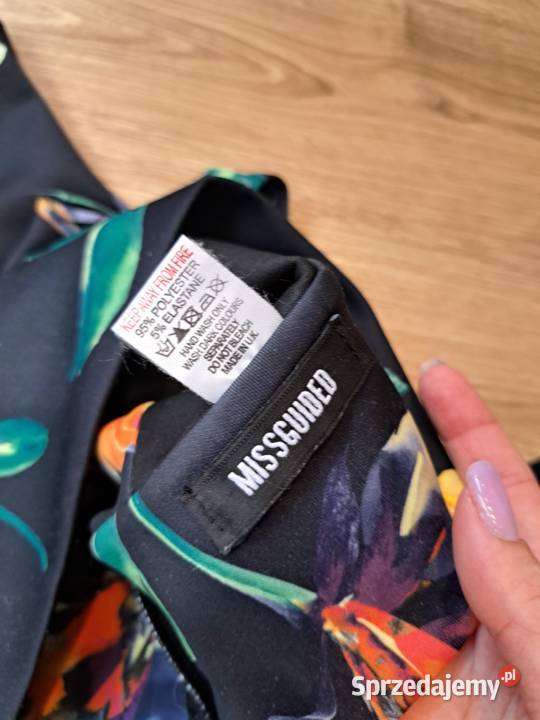 KEEP AWAY FROM FIRE
95% POLYESTER
5% ELASTANE
HAND WASH ONLY
WASH DARK COLOURS
SEPARATELY
DO NOT BLEACH
MADE IN U.K
MISSGUIDED
Sprzedajemy.pl